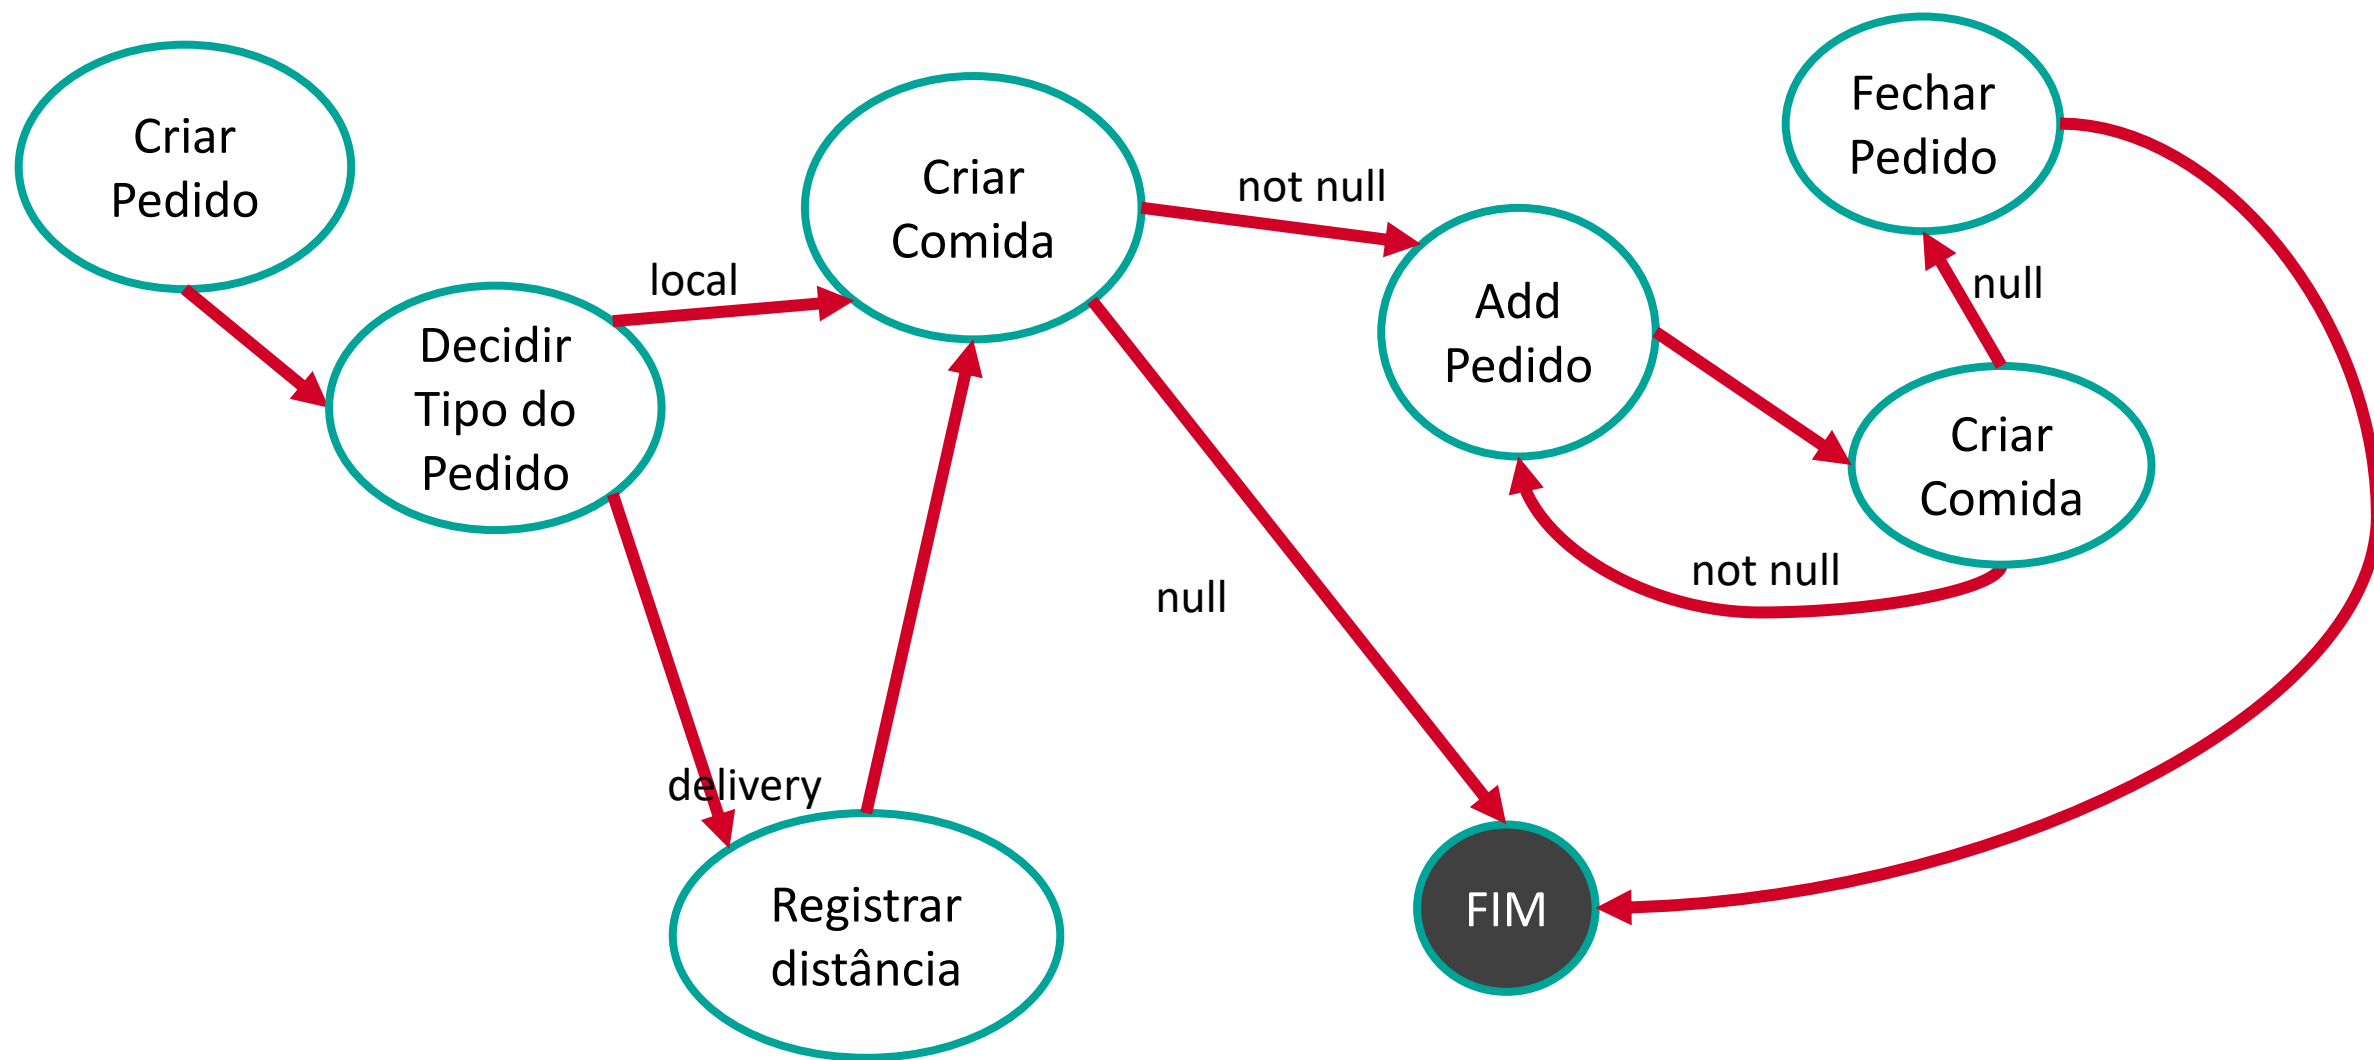 Criar
Pedido
Decidir
Tipo do
Pedido
local
delivery
Registrar
distância
Criar
Comida
not null
null
Add
Pedido
Criar
Comida
not null
null
Fechar
Pedido
FIM